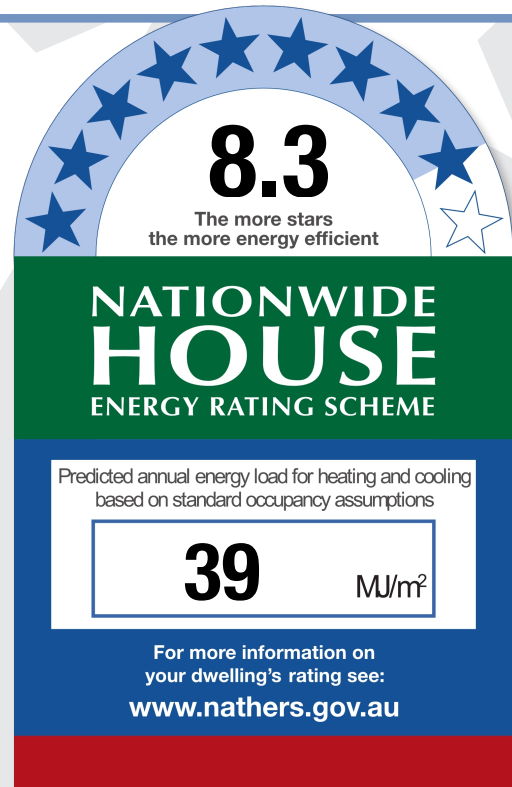 8.3
The more stars
the more energy efficient
NATIONWIDE
HOUSE
ENERGY RATING SCHEME
Predicted annual energy load for heating and cooling
based on standard occupancy assumptions
39 MJ/m²
For more information on
your dwelling's rating see:
www.nathers.gov.au